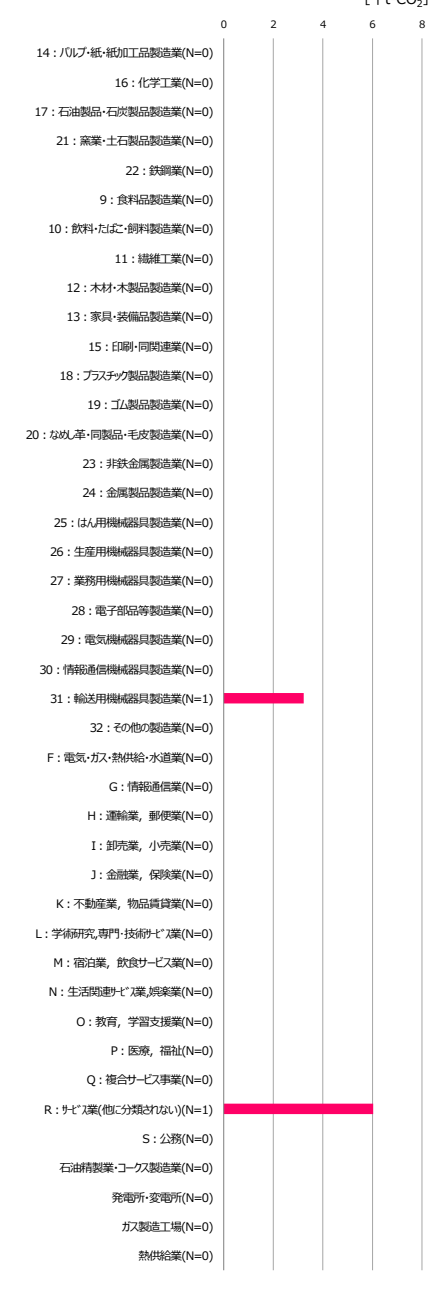 [千t-CO₂]
0 2 4 6 8
14：パルプ・紙・紙加工品製造業(N=0)
16：化学工業(N=0)
17：石油製品・石炭製品製造業(N=0)
21：窯業・土石製品製造業(N=0)
22：鉄鋼業(N=0)
9：食料品製造業(N=0)
10：飲料・たばこ・飼料製造業(N=0)
11：繊維工業(N=0)
12：木材・木製品製造業(N=0)
13：家具・装備品製造業(N=0)
15：印刷・同関連業(N=0)
18：プラスチック製品製造業(N=0)
19：ゴム製品製造業(N=0)
20：なめし革・同製品・毛皮製造業(N=0)
23：非鉄金属製造業(N=0)
24：金属製品製造業(N=0)
25：はん用機械器具製造業(N=0)
26：生産用機械器具製造業(N=0)
27：業務用機械器具製造業(N=0)
28：電子部品等製造業(N=0)
29：電気機械器具製造業(N=0)
30：情報通信機械器具製造業(N=0)
31：輸送用機械器具製造業(N=1)
32：その他の製造業(N=0)
F：電気・ガス・熱供給・水道業(N=0)
G：情報通信業(N=0)
H：運輸業，郵便業(N=0)
I：卸売業，小売業(N=0)
J：金融業，保険業(N=0)
K：不動産業，物品賃貸業(N=0)
L：学術研究,専門・技術ｻｰﾋﾞｽ業(N=0)
M：宿泊業，飲食サービス業(N=0)
N：生活関連ｻｰﾋﾞｽ業,娯楽業(N=0)
O：教育，学習支援業(N=0)
P：医療，福祉(N=0)
Q：複合サービス事業(N=0)
R：ｻｰﾋﾞｽ業(他に分類されない)(N=1)
S：公務(N=0)
石油精製業・コークス製造業(N=0)
発電所・変電所(N=0)
ガス製造工場(N=0)
熱供給業(N=0)